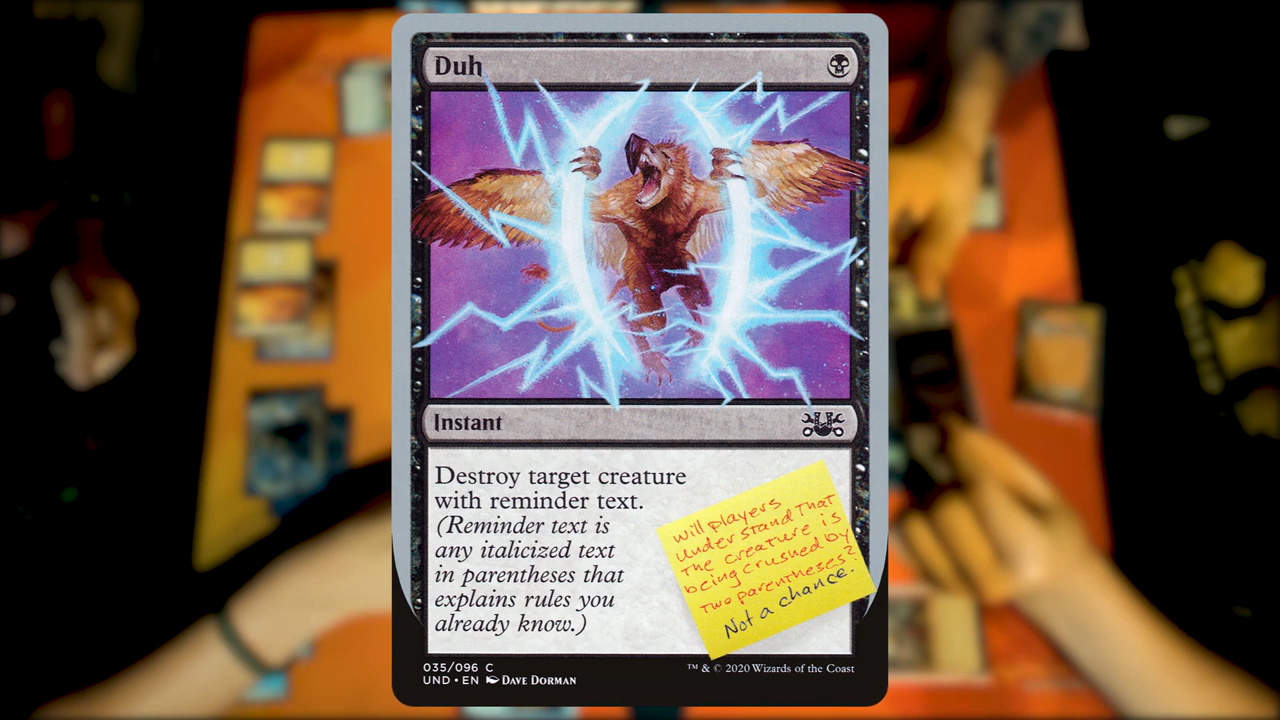 Duh
Instant
Destroy target creature
with reminder text.
(Reminder text is
any italicized text
in parentheses that
explains rules you
already know.)
Will players
understand that
the creature is
being crushed by
two parentheses?
Not a chance.
035/096 C
UND • EN DAVE DORMAN
™ & © 2020 Wizards of the Coast